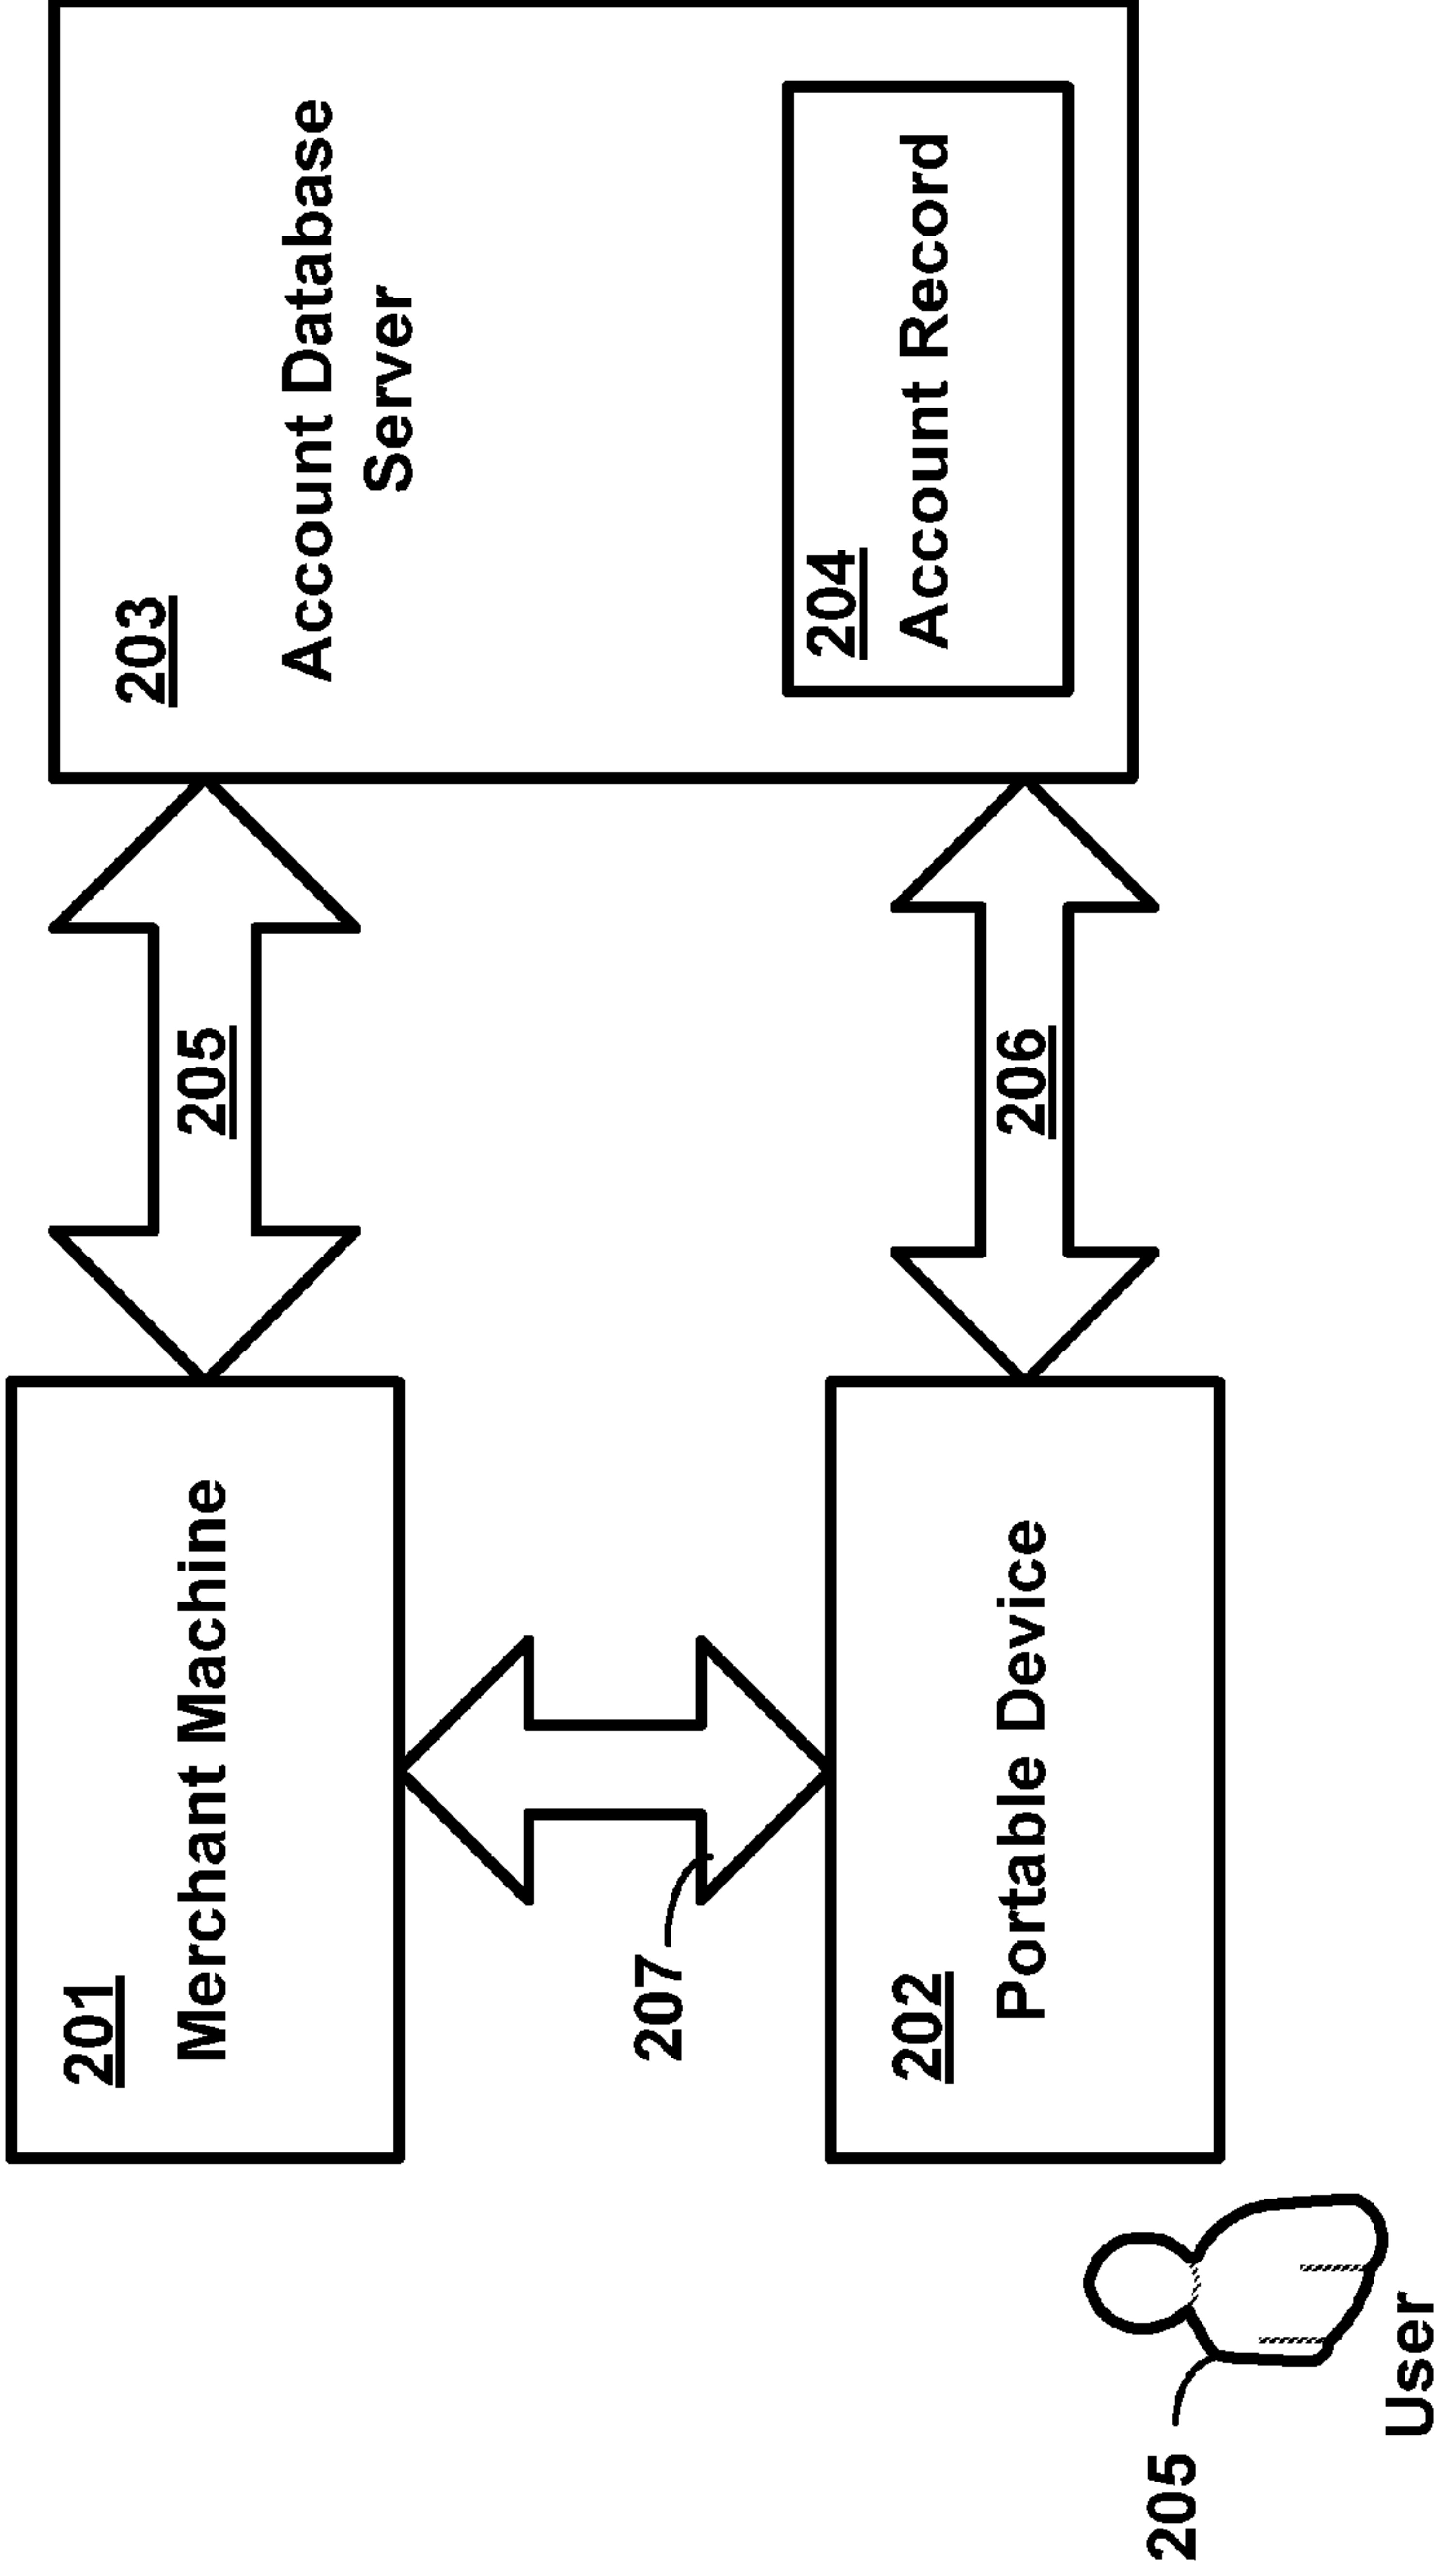 201
Merchant Machine
205
203
Account Database
Server
207
202
Portable Device
206
204
Account Record
205
User